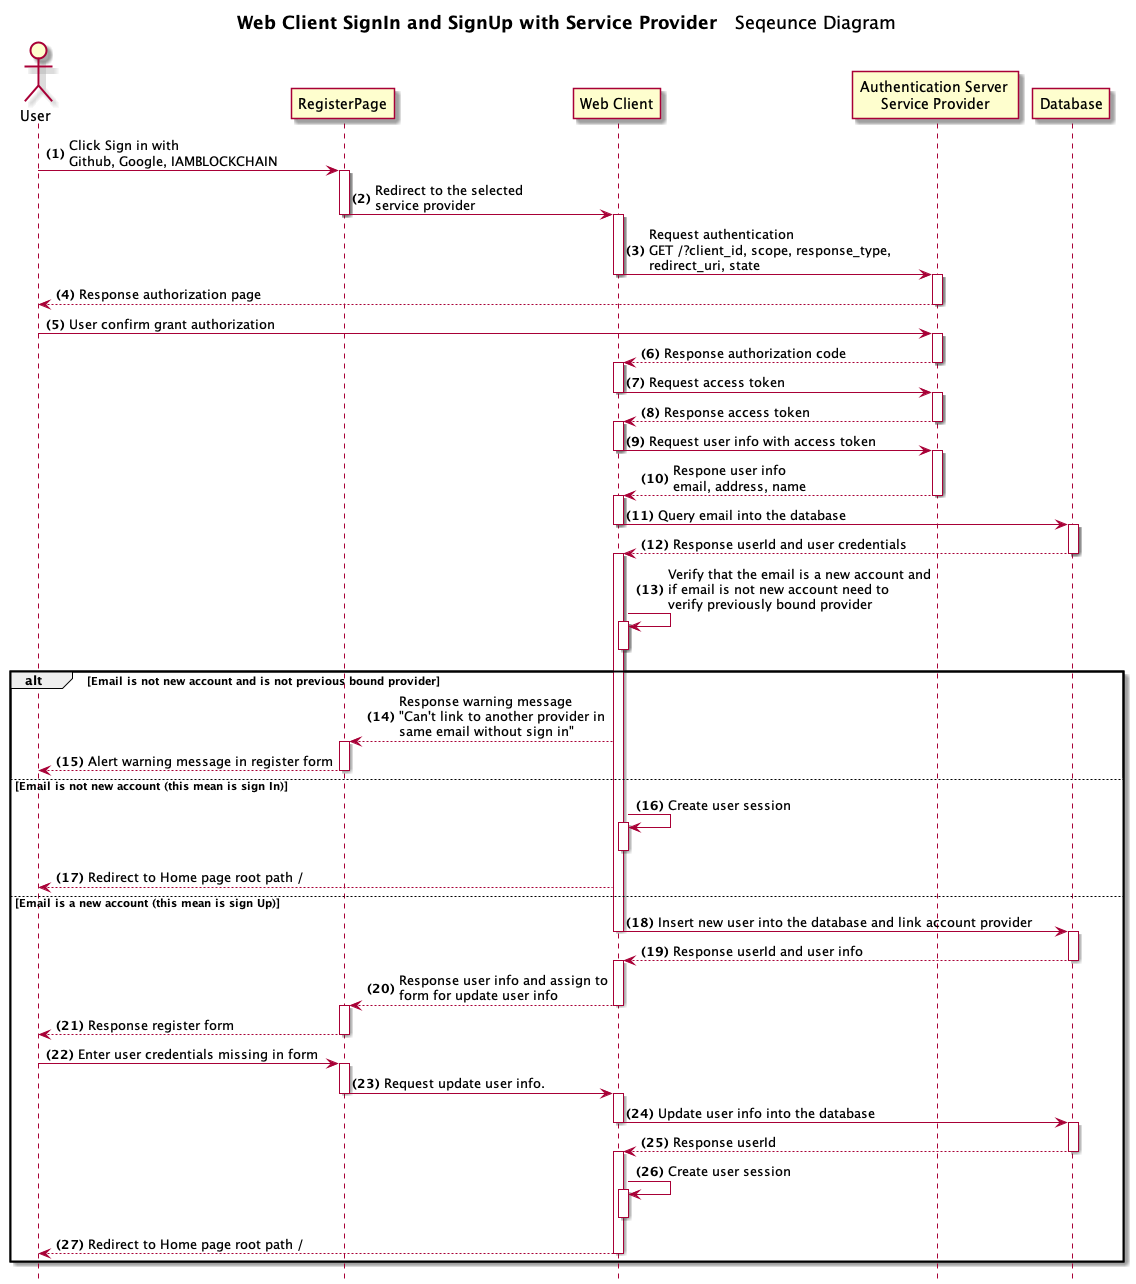 Web Client SignIn and SignUp with Service Provider Seqeunce Diagram
User
RegisterPage
Web Client
Authentication Server
Service Provider
Database
(1) Click Sign in with
Github, Google, IAMBLOCKCHAIN
(2) Redirect to the selected
service provider
Request authentication
(3) GET /?client_id, scope, response_type,
redirect_uri, state
(4) Response authorization page
(5) User confirm grant authorization
(6) Response authorization code
(7) Request access token
(8) Response access token
(9) Request user info with access token
(10) Respone user info
email, address, name
(11) Query email into the database
(12) Response userId and user credentials
Verify that the email is a new account and
(13) if email is not new account need to
verify previously bound provider
alt [Email is not new account and is not previous bound provider]
Response warning message
(14) "Can't link to another provider in
same email without sign in"
(15) Alert warning message in register form
[Email is not new account (this mean is sign In)]
(16) Create user session
(17) Redirect to Home page root path /
[Email is a new account (this mean is sign Up)]
(18) Insert new user into the database and link account provider
(19) Response userId and user info
(20) Response user info and assign to
form for update user info
(21) Response register form
(22) Enter user credentials missing in form
(23) Request update user info.
(24) Update user info into the database
(25) Response userId
(26) Create user session
(27) Redirect to Home page root path /